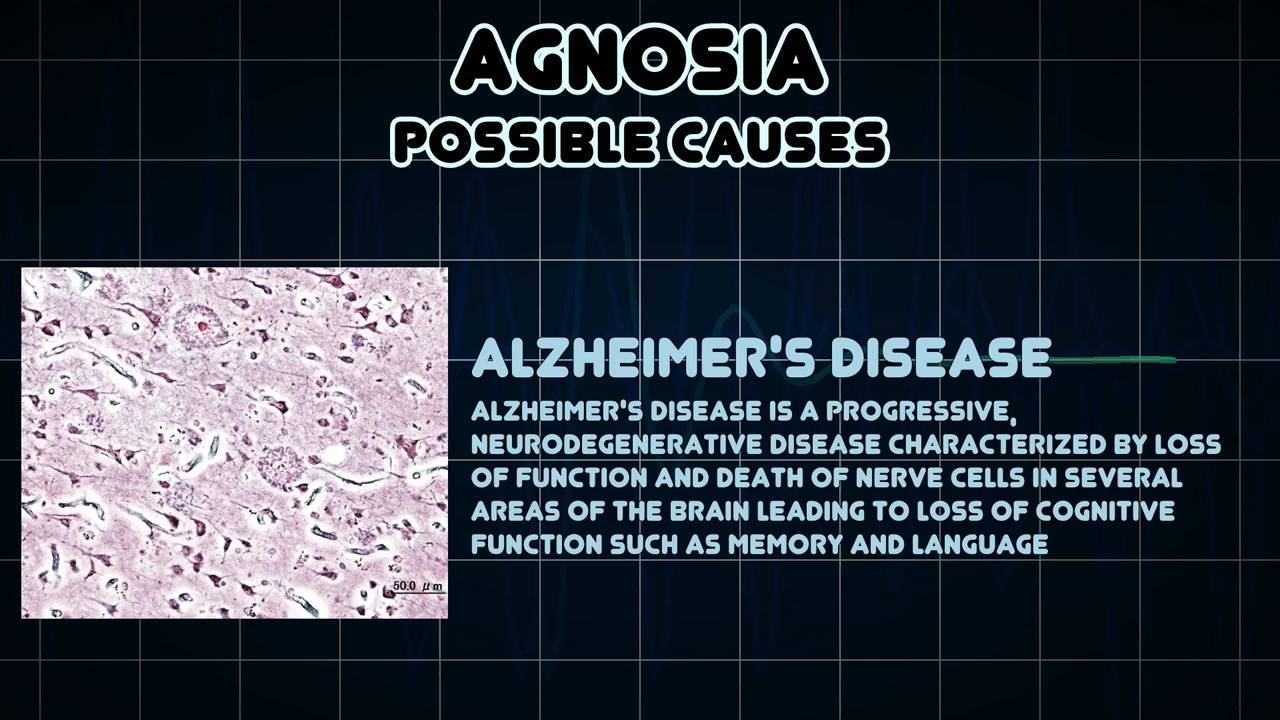 AGNOSIA
POSSIBLE CAUSES
ALZHEIMER'S DISEASE
ALZHEIMER'S DISEASE IS A PROGRESSIVE,
NEURODEGENERATIVE DISEASE CHARACTERIZED BY LOSS
OF FUNCTION AND DEATH OF NERVE CELLS IN SEVERAL
AREAS OF THE BRAIN LEADING TO LOSS OF COGNITIVE
FUNCTION SUCH AS MEMORY AND LANGUAGE
50.0 μm